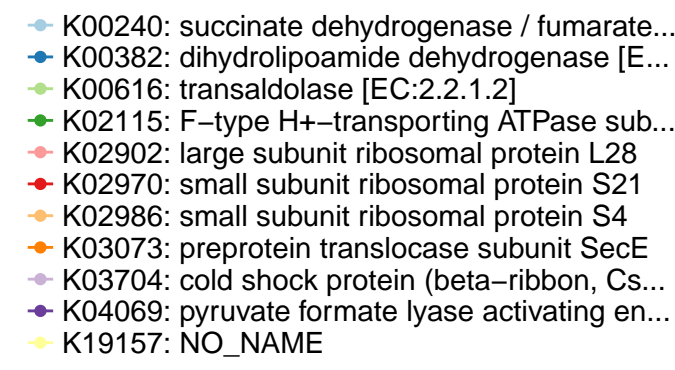 K00240: succinate dehydrogenase / fumarate...
K00382: dihydrolipoamide dehydrogenase [E...
K00616: transaldolase [EC:2.2.1.2]
K02115: F−type H+−transporting ATPase sub...
K02902: large subunit ribosomal protein L28
K02970: small subunit ribosomal protein S21
K02986: small subunit ribosomal protein S4
K03073: preprotein translocase subunit SecE
K03704: cold shock protein (beta−ribbon, Cs...
K04069: pyruvate formate lyase activating en...
K19157: NO_NAME